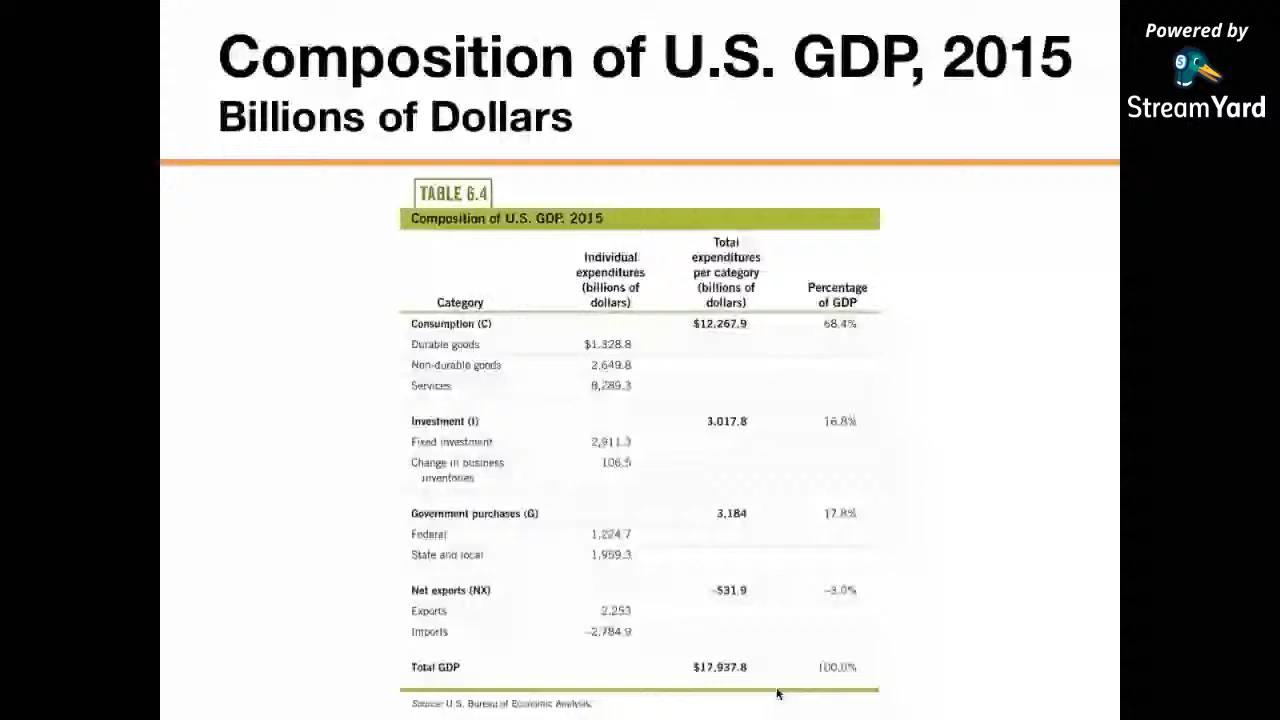 Composition of U.S. GDP, 2015
Billions of Dollars
Powered by
StreamYard
TABLE 6.4
Composition of U.S. GDP, 2015
Category
Individual expenditures (billions of dollars)
Total expenditures per category (billions of dollars)
Percentage of GDP
Consumption (C) $12,267.9 68.4%
Durable goods $1,328.8
Non-durable goods 2,649.8
Services 8,289.3
Investment (I) 3,017.8 16.8%
Fixed investment 2,911.3
Change in business
inventories 106.5
Government purchases (G) 3,184 17.8%
Federal 1,224.7
State and local 1,959.3
Net exports (NX) -531.9 -3.0%
Exports 2,253
Imports -2,784.9
Total GDP $17,937.8 100.0%
Source: U.S. Bureau of Economic Analysis.